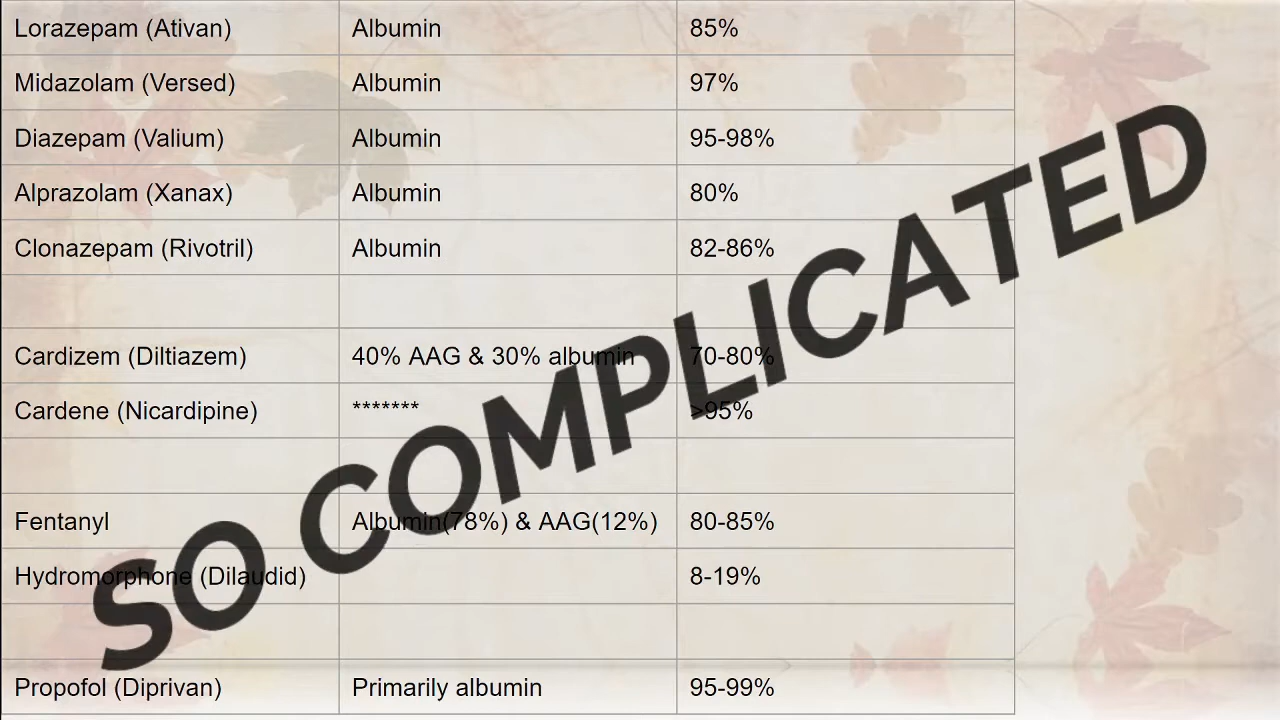 Lorazepam (Ativan) Albumin 85%
Midazolam (Versed) Albumin 97%
Diazepam (Valium) Albumin 95-98%
Alprazolam (Xanax) Albumin 80%
Clonazepam (Rivotril) Albumin 82-86%
Cardizem (Diltiazem) 40% AAG & 30% albumin 70-80%
Cardene (Nicardipine) ******* >95%
Fentanyl Albumin(78%) & AAG(12%) 80-85%
Hydromorphone (Dilaudid) 8-19%
Propofol (Diprivan) Primarily albumin 95-99%
SO COMPLICATED